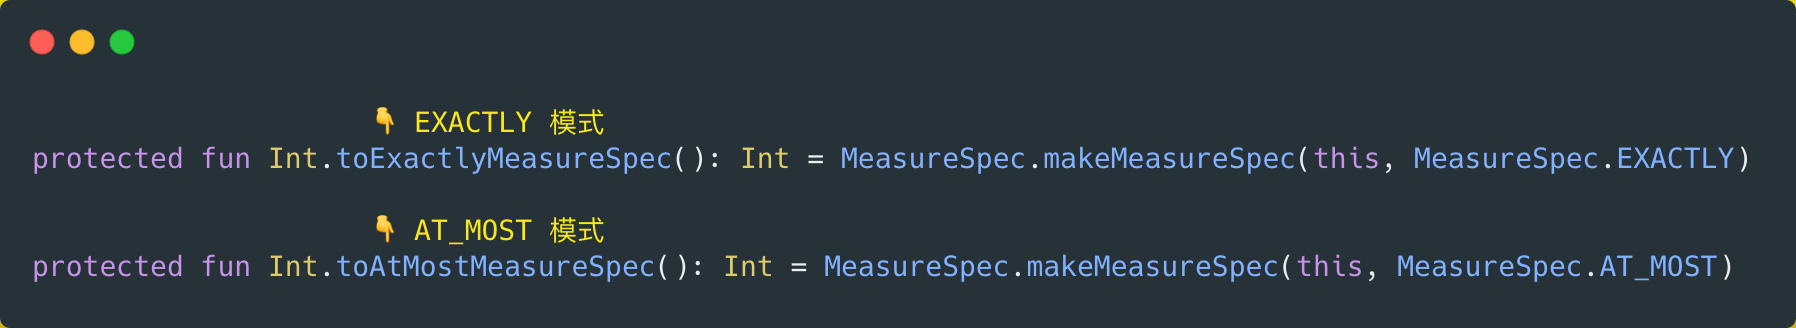 👇 EXACTLY 模式
protected fun Int.toExactlyMeasureSpec(): Int = MeasureSpec.makeMeasureSpec(this, MeasureSpec.EXACTLY)
👇 AT_MOST 模式
protected fun Int.toAtMostMeasureSpec(): Int = MeasureSpec.makeMeasureSpec(this, MeasureSpec.AT_MOST)